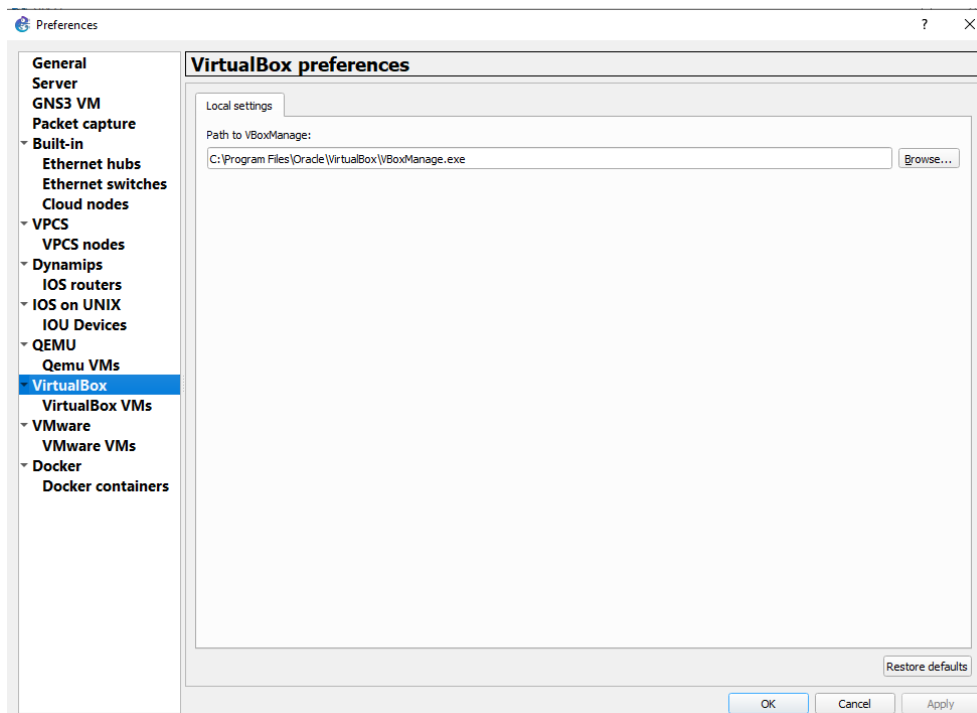 Preferences
?
General
Server
GNS3 VM
Packet capture
Built-in
Ethernet hubs
Ethernet switches
Cloud nodes
VPCS
VPCS nodes
Dynamips
IOS routers
IOS on UNIX
IOU Devices
QEMU
Qemu VMs
VirtualBox
VirtualBox VMs
VMware
VMware VMs
Docker
Docker containers
VirtualBox preferences
Local settings
Path to VBoxManage:
C:\Program Files\Oracle\VirtualBox\VBoxManage.exe
Browse...
Restore defaults
OK
Cancel
Apply